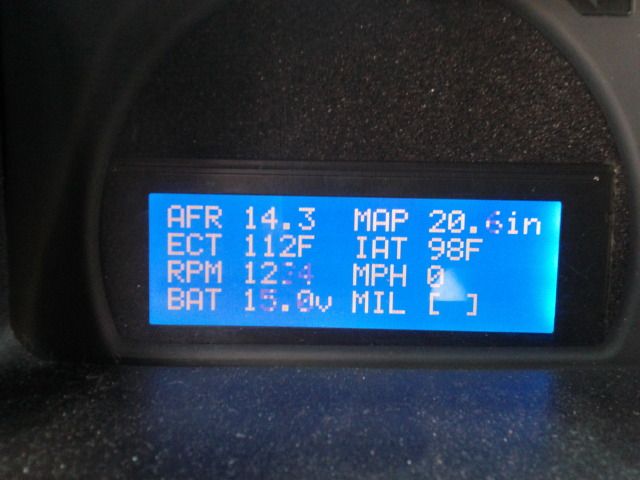 AFR 14.3 MAP 20.6in
ECT 112F IAT 98F
RPM 1234 MPH 0
BAT 15.0v MIL [ ]